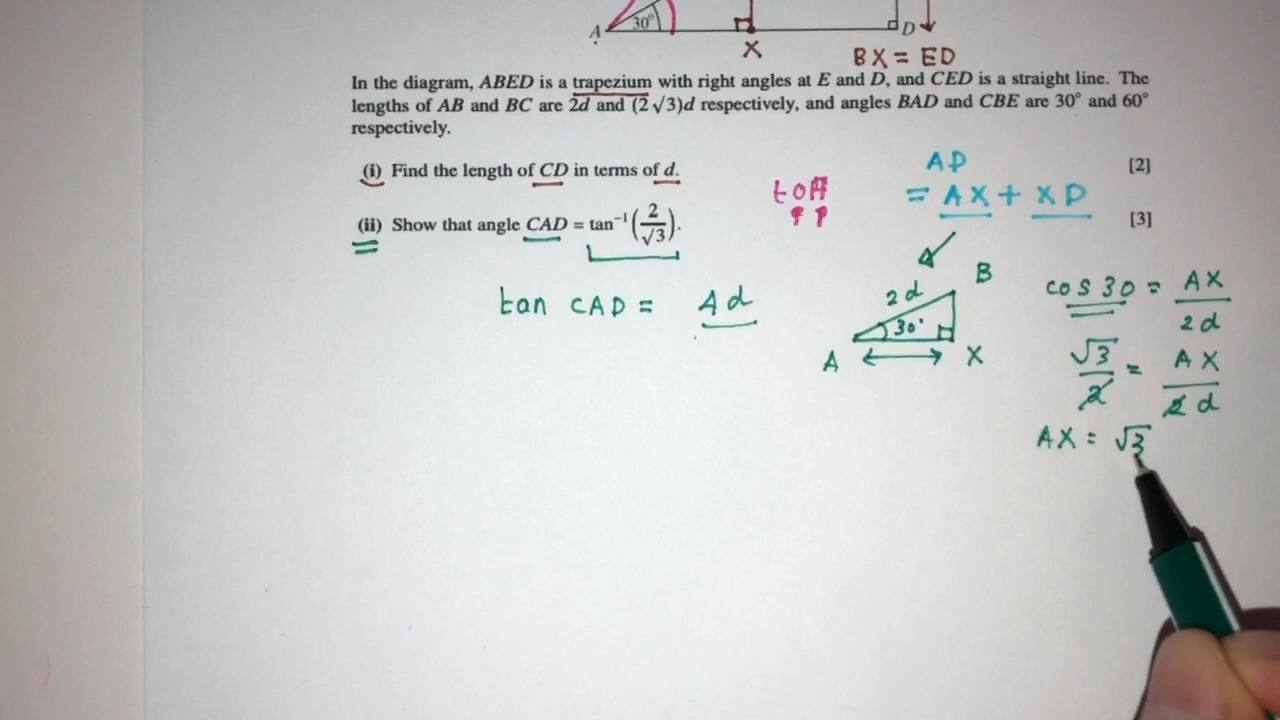 A 30° D
X
BX = ED
In the diagram, ABED is a trapezium with right angles at E and D, and CED is a straight line. The
lengths of AB and BC are 2d and (2√3)d respectively, and angles BAD and CBE are 30° and 60°
respectively.
(i) Find the length of CD in terms of d. [2]
(ii) Show that angle CAD = tan⁻¹(2/√3). [3]
AD
= AX + XD
tan CAD = 4d
2d B
30°
A X
cos 30 = AX/2d
√3/2 = AX/2d
AX = √3